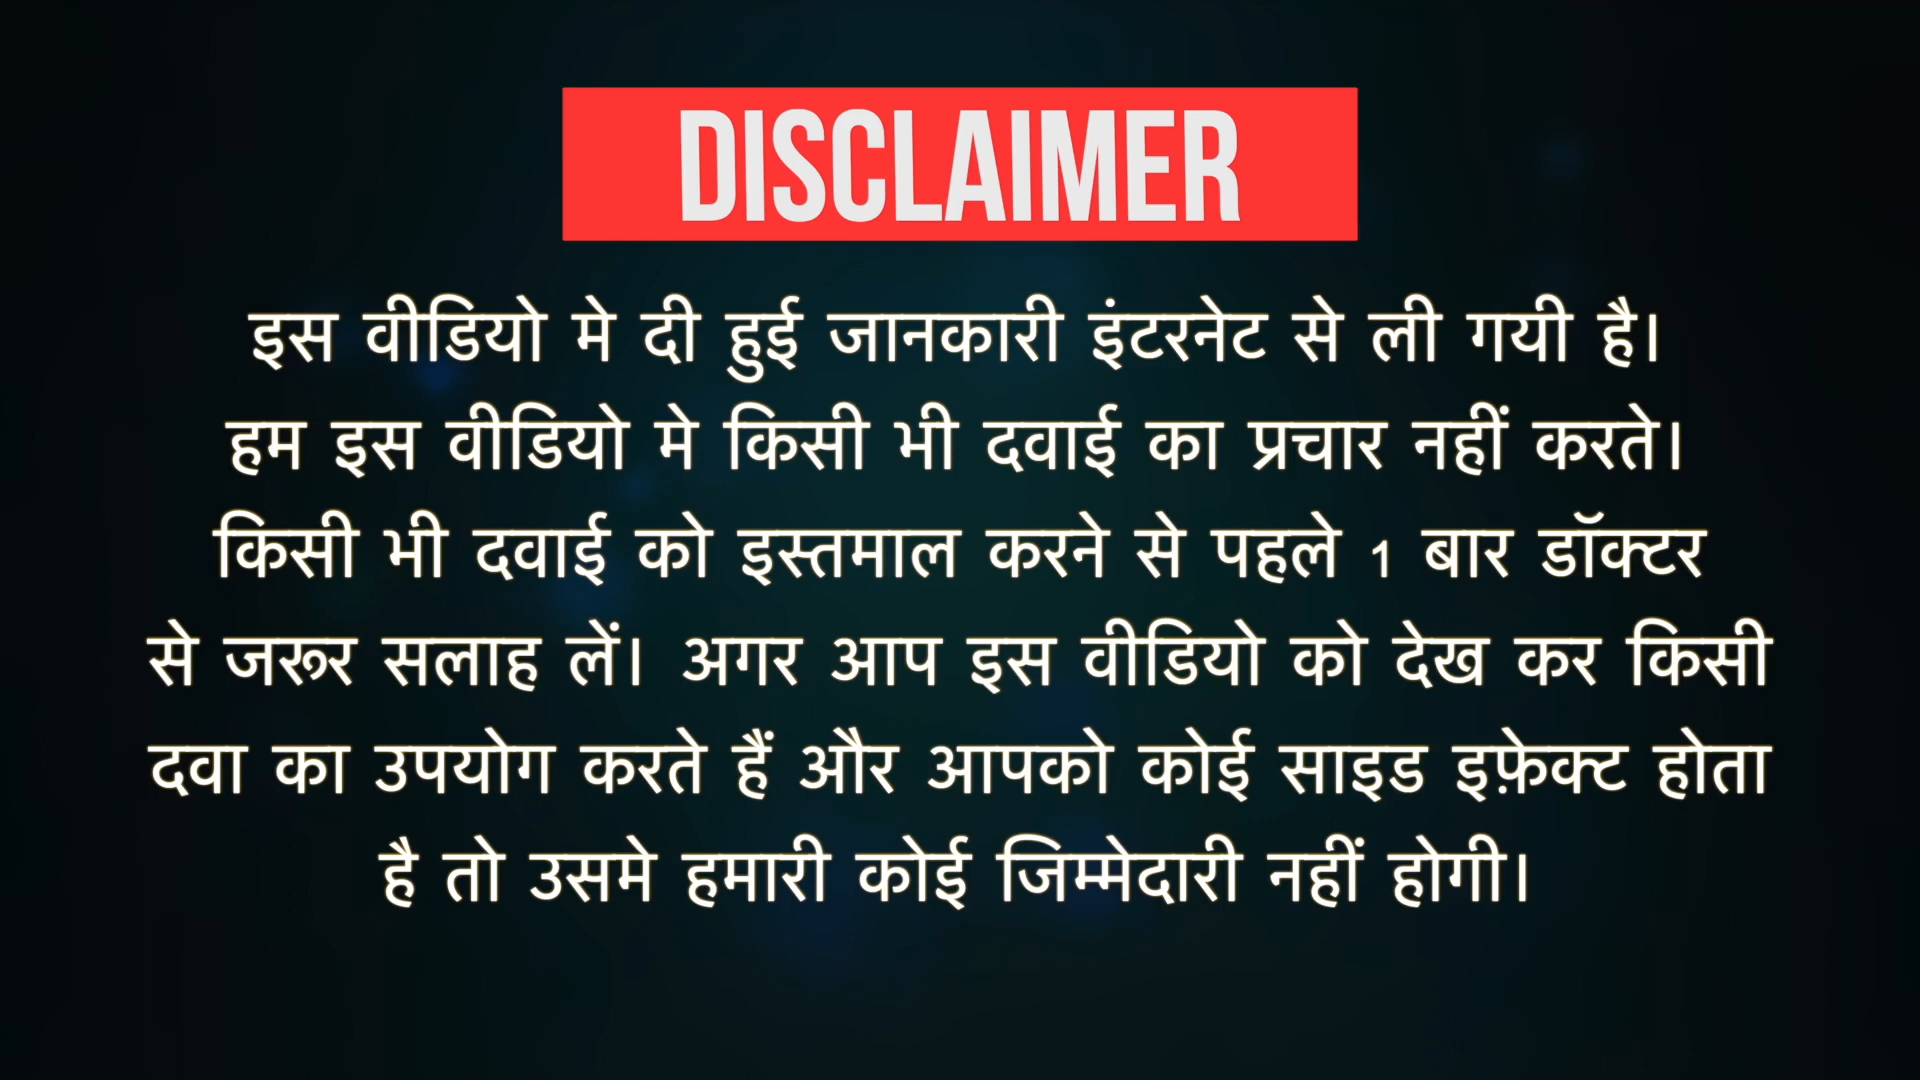 DISCLAIMER
इस वीडियो मे दी हुई जानकारी इंटरनेट से ली गयी है।
हम इस वीडियो मे किसी भी दवाई का प्रचार नहीं करते।
किसी भी दवाई को इस्तमाल करने से पहले 1 बार डॉक्टर
से जरूर सलाह लें। अगर आप इस वीडियो को देख कर किसी
दवा का उपयोग करते हैं और आपको कोई साइड इफ़ेक्ट होता
है तो उसमे हमारी कोई जिम्मेदारी नहीं होगी।